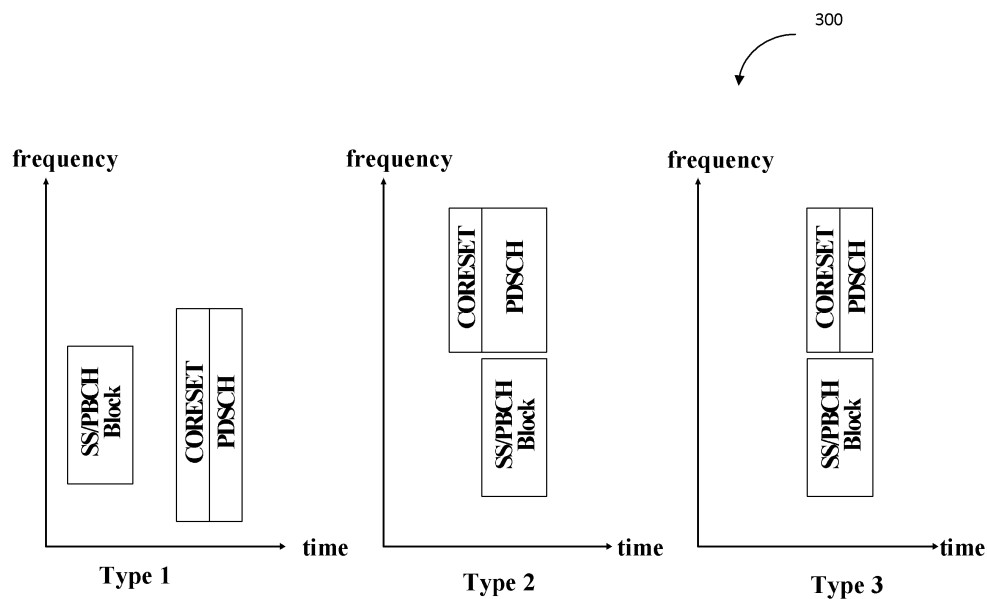 300
frequency
SS/PBCH
Block
CORESET
PDSCH
time
Type 1
frequency
CORESET
PDSCH
SS/PBCH
Block
time
Type 2
frequency
CORESET
PDSCH
SS/PBCH
Block
time
Type 3